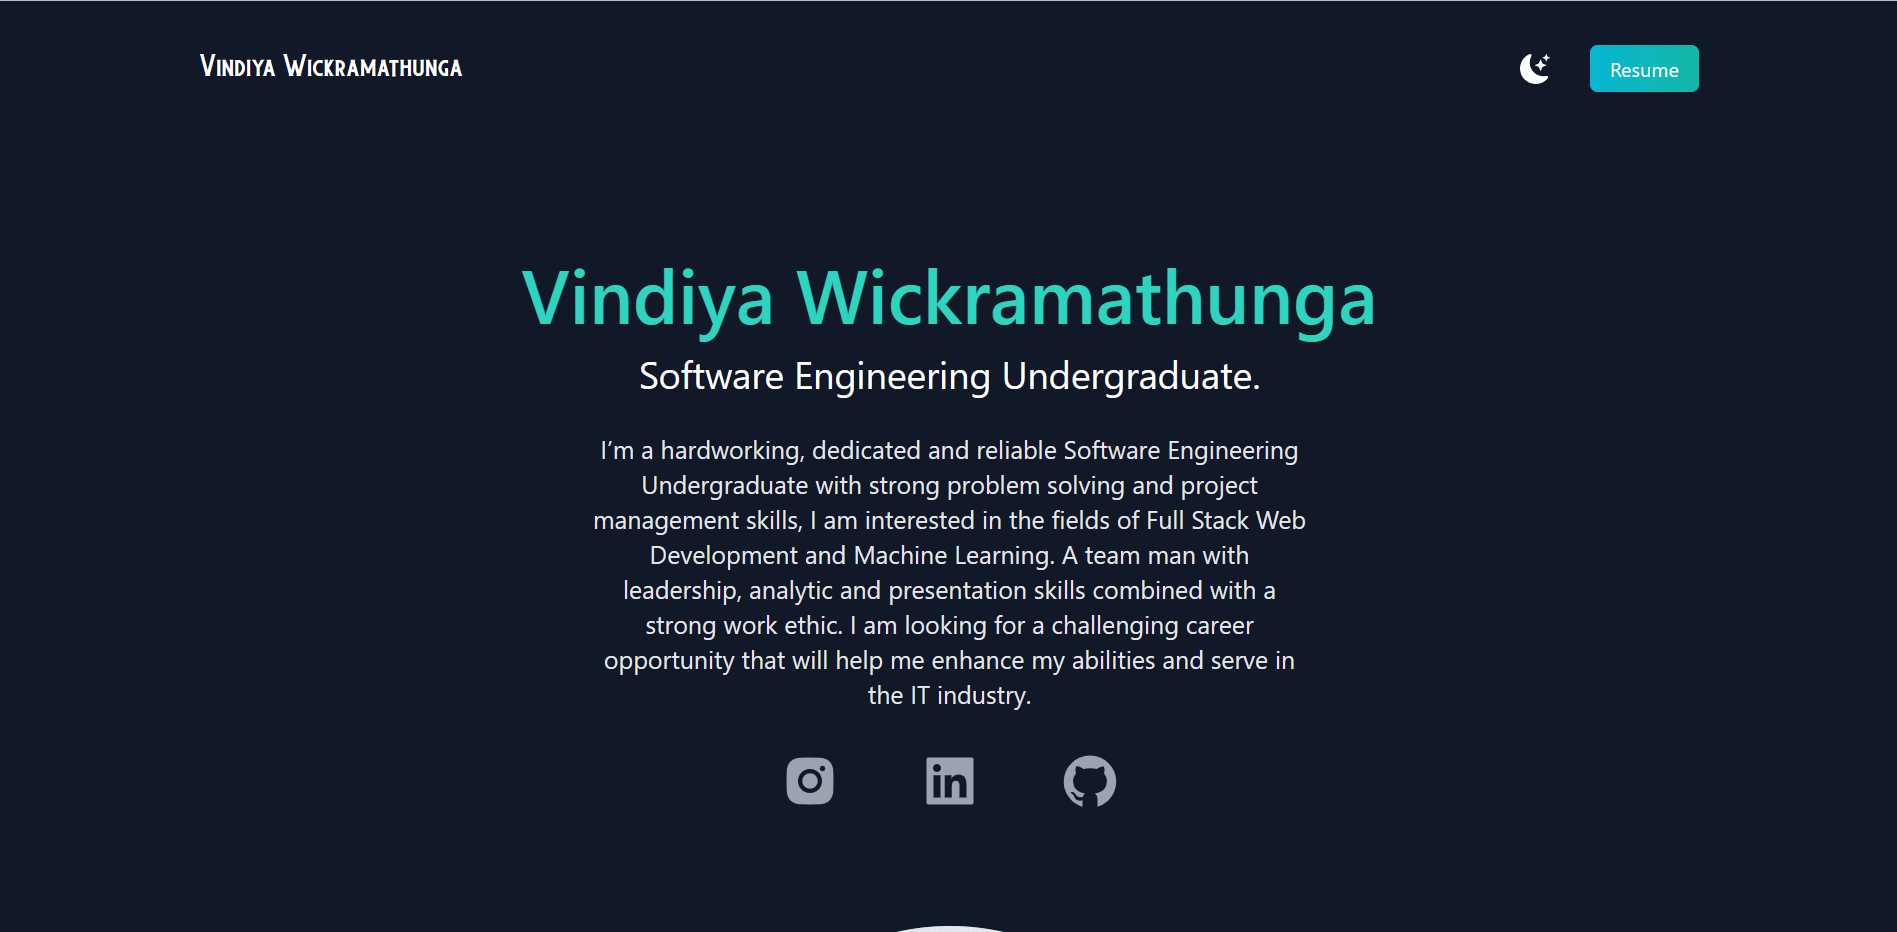 Vindiya Wickramathunga
Resume
Vindiya Wickramathunga
Software Engineering Undergraduate.
I’m a hardworking, dedicated and reliable Software Engineering
Undergraduate with strong problem solving and project
management skills, I am interested in the fields of Full Stack Web
Development and Machine Learning. A team man with
leadership, analytic and presentation skills combined with a
strong work ethic. I am looking for a challenging career
opportunity that will help me enhance my abilities and serve in
the IT industry.
in